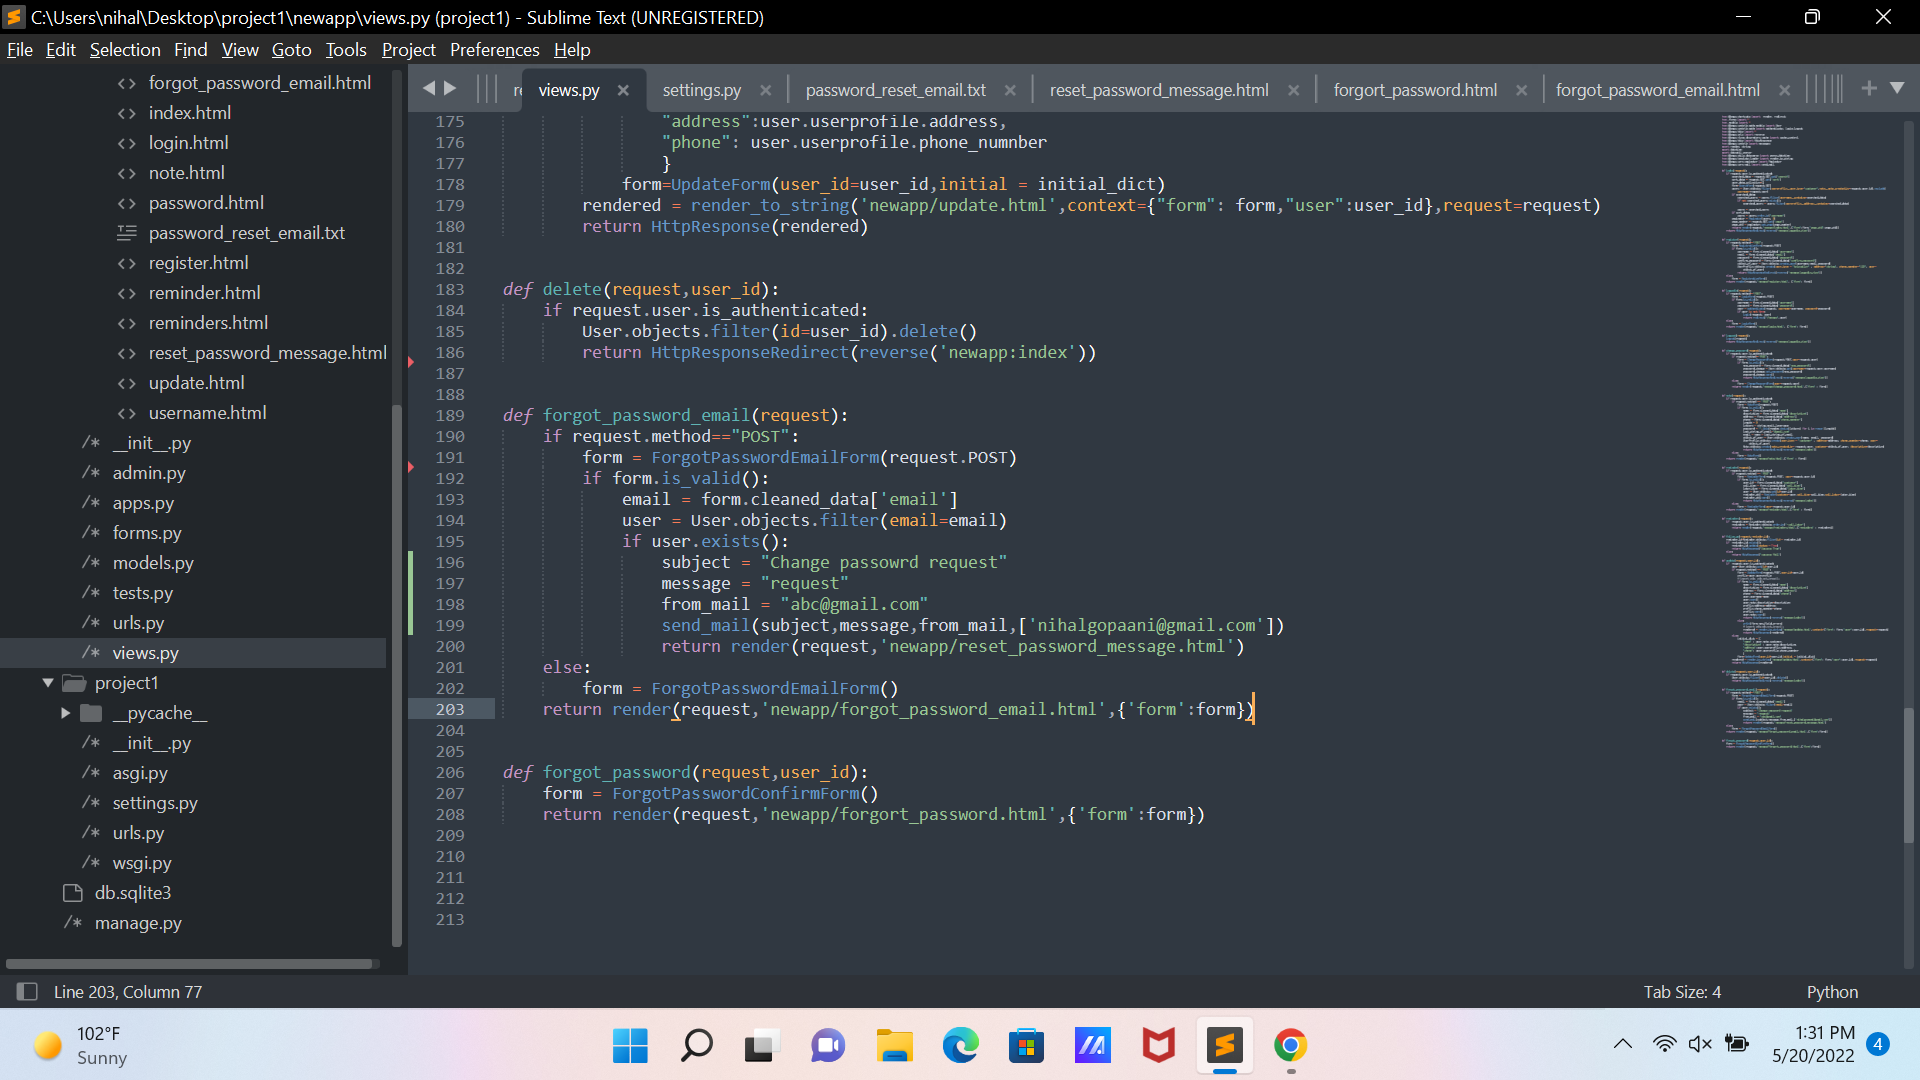 C:\Users\nihal\Desktop\project1\newapp\views.py (project1) - Sublime Text (UNREGISTERED)
File Edit Selection Find View Goto Tools Project Preferences Help
views.py settings.py password_reset_email.txt reset_password_message.html forgort_password.html forgot_password_email.html
forgot_password_email.html
index.html
login.html
note.html
password.html
password_reset_email.txt
register.html
reminder.html
reminders.html
reset_password_message.html
update.html
username.html
/* __init__.py
/* admin.py
/* apps.py
/* forms.py
/* models.py
/* tests.py
/* urls.py
/* views.py
project1
__pycache__
/* __init__.py
/* asgi.py
/* settings.py
/* urls.py
/* wsgi.py
db.sqlite3
/* manage.py
175 "address":user.userprofile.address,
176 "phone": user.userprofile.phone_numnber
177 }
178 form=UpdateForm(user_id=user_id,initial = initial_dict)
179 rendered = render_to_string('newapp/update.html',context={"form": form,"user":user_id},request=request)
180 return HttpResponse(rendered)
181
182
183 def delete(request,user_id):
184 if request.user.is_authenticated:
185 User.objects.filter(id=user_id).delete()
186 return HttpResponseRedirect(reverse('newapp:index'))
187
188
189 def forgot_password_email(request):
190 if request.method=="POST":
191 form = ForgotPasswordEmailForm(request.POST)
192 if form.is_valid():
193 email = form.cleaned_data['email']
194 user = User.objects.filter(email=email)
195 if user.exists():
196 subject = "Change passowrd request"
197 message = "request"
198 from_mail = "abc@gmail.com"
199 send_mail(subject,message,from_mail,['nihalgopaani@gmail.com'])
200 return render(request,'newapp/reset_password_message.html')
201 else:
202 form = ForgotPasswordEmailForm()
203 return render(request,'newapp/forgot_password_email.html',{'form':form})
204
205
206 def forgot_password(request,user_id):
207 form = ForgotPasswordConfirmForm()
208 return render(request,'newapp/forgort_password.html',{'form':form})
209
210
211
212
213
Line 203, Column 77
Tab Size: 4 Python
102°F
Sunny
1:31 PM
5/20/2022
4